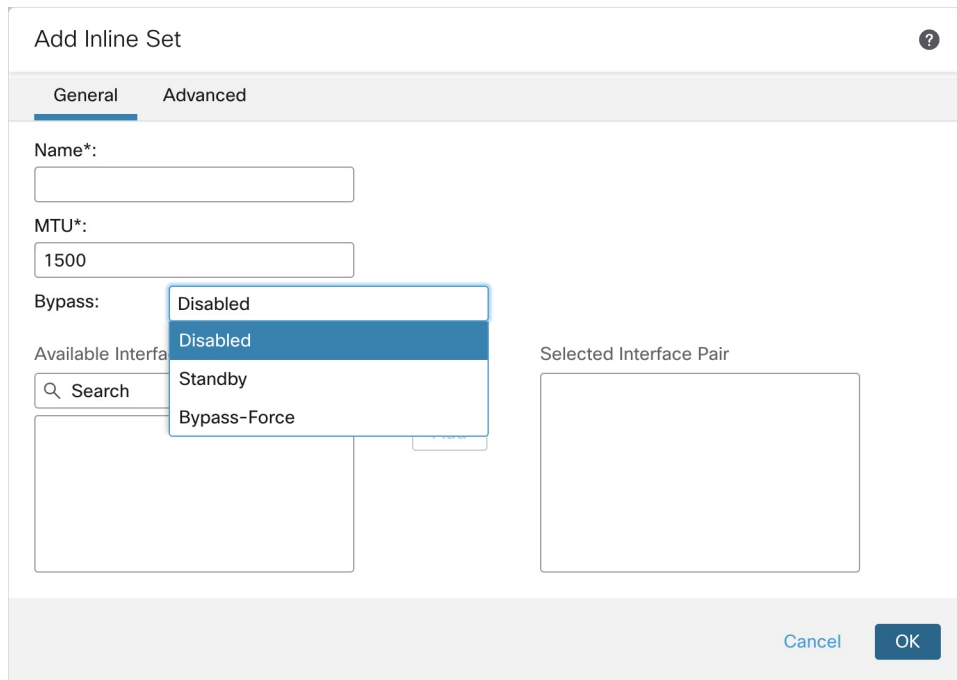 Add Inline Set
?
General Advanced
Name*:
MTU*:
1500
Bypass:
Disabled
Disabled
Standby
Bypass-Force
Available Interfa
Search
Selected Interface Pair
Cancel
OK